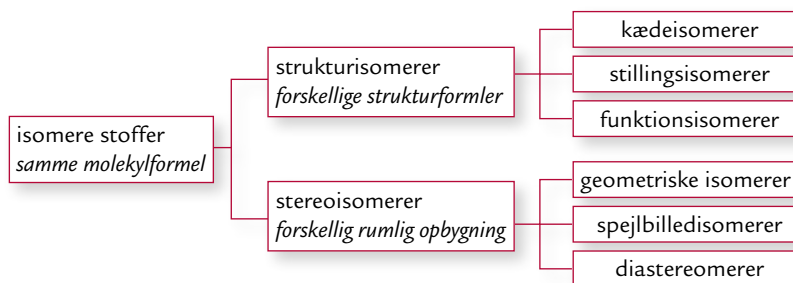 isomere stoffer
samme molekylformel
strukturisomerer
forskellige strukturformler
kædeisomerer
stillingsisomerer
funktionsisomerer
stereoisomerer
forskellig rumlig opbygning
geometriske isomerer
spejlbilledisomerer
diastereomerer